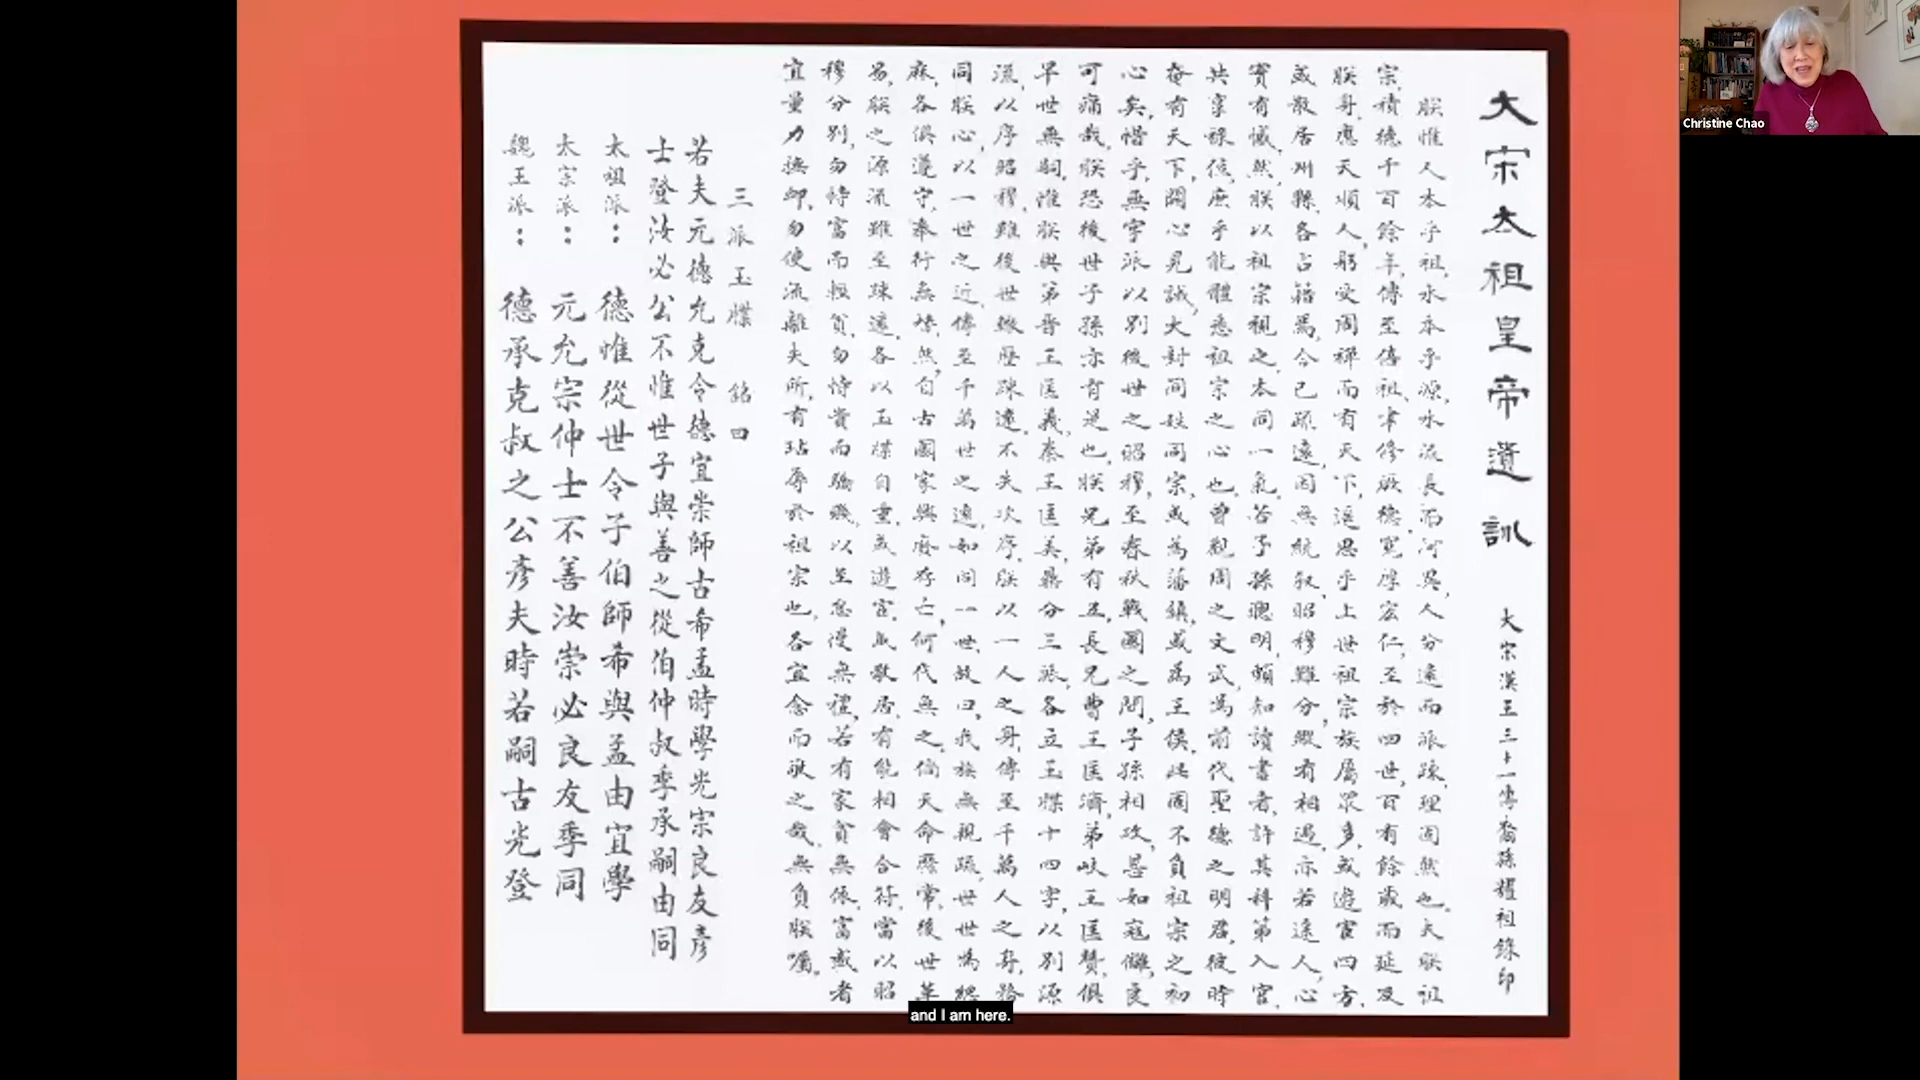 大宋太祖皇帝遺訓
大宋漢王三十一傳裔孫耀祖錄印
朕惟人本乎祖,水本乎源,水流長而河異,人分遠而派疎,理固然也.夫朕祖
宗,積德千百餘年,傳至僖祖,聿修厥德,寬厚宏仁,至於四世,百有餘歲而延及
朕身,應天順人,躬受周禪而有天下,追思乎上世祖宗族屬眾多,或遊宦四方,
或散居州縣,各占籍焉,今已疏遠,固無統叙,昭穆難分,縱有相遇,亦若途人,心
實有慽然,朕以祖宗視之,本同一氣,若子孫聰明,頗知讀書者,許其科第入官,
共享祿位,庶乎能體悉祖宗之心也,曾觀周之文武,為前代聖德之明君,彼時
奄有天下,開心見誠,大封同姓同宗,或為藩鎮,或為王侯,此固不負祖宗之初
心矣,惜乎,無字派以別後世之昭穆,至春秋戰國之間,子孫相攻,如寇讎,良
可痛哉,朕恐後世子孫亦有是也,朕兄弟有五,長兄曹王匡濟,弟岐王匡贊,俱
早世無嗣,惟朕與弟晋王匡義,秦王匡美,鼎分三派,各立玉牒十四字,以別源
流,以序昭穆,雖後世緜歷疎遠,不失次序,朕以一人之身,傳至千萬人之身,務
同朕心,以一世之近,傳至千萬世之遠,如同一世,故曰,我族無親疏,世世為緦
麻,各俱遵守,奉行無怠,然,自古國家興廢存亡,何代無之,倘天命靡常,後世革
易,朕之源流雖至疎遠,各以玉牒自重,或遊宦,或散居,有能相會合符,當以昭
穆分別,勿恃富而輕貧,勿恃貴而驕賤,以至怠慢無禮,若有家貧無依,富盛者
宜量力撫卹,勿使流離失所,有玷辱於祖宗也,各宜念而敬之哉,無負朕囑.
三派玉牒 銘曰
若夫元德允克令德宜崇師古希孟時學光宗良友彥
士登汝必公不惟世子與善之從伯仲叔季承嗣由同
太祖派: 德惟從世令子伯師希與孟由宜學
太宗派: 元允宗仲士不善汝崇必良友季同
魏王派: 德承克叔之公彥夫時若嗣古光登
Christine Chao
and I am here.